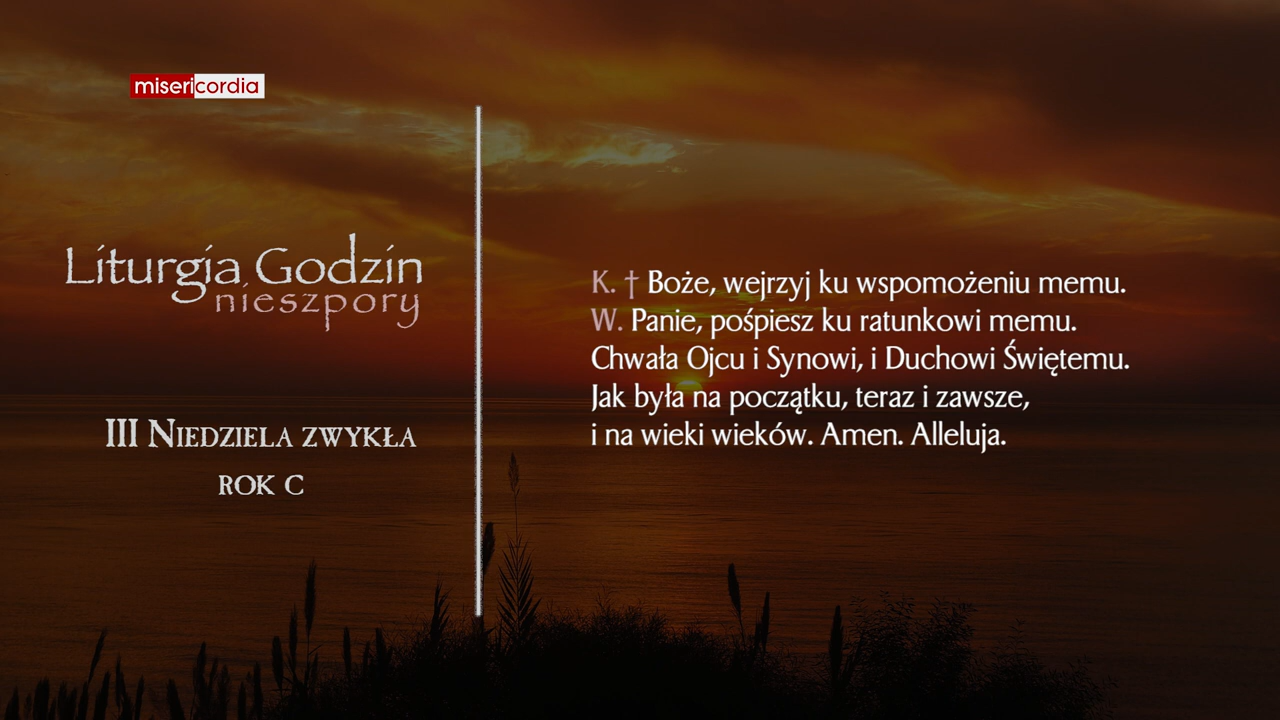 misericordia
Liturgia Godzin
nieszpory
III Niedziela zwykła
rok C
K. † Boże, wejrzyj ku wspomożeniu memu.
W. Panie, pośpiesz ku ratunkowi memu.
Chwała Ojcu i Synowi, i Duchowi Świętemu.
Jak była na początku, teraz i zawsze,
i na wieki wieków. Amen. Alleluja.